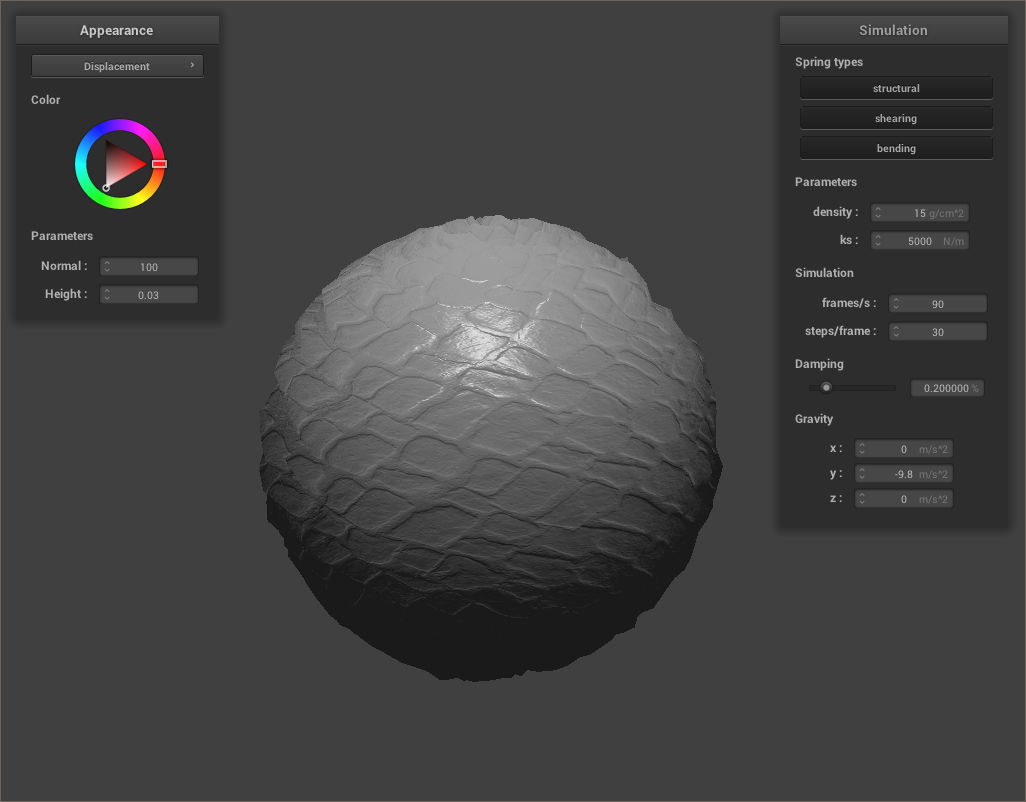 Appearance
Displacement ›
Color
Parameters
Normal : 100
Height : 0.03
Simulation
Spring types
structural
shearing
bending
Parameters
density : 15 g/cm^2
ks : 5000 N/m
Simulation
frames/s : 90
steps/frame : 30
Damping
0.200000 %
Gravity
x : 0 m/s^2
y : -9.8 m/s^2
z : 0 m/s^2